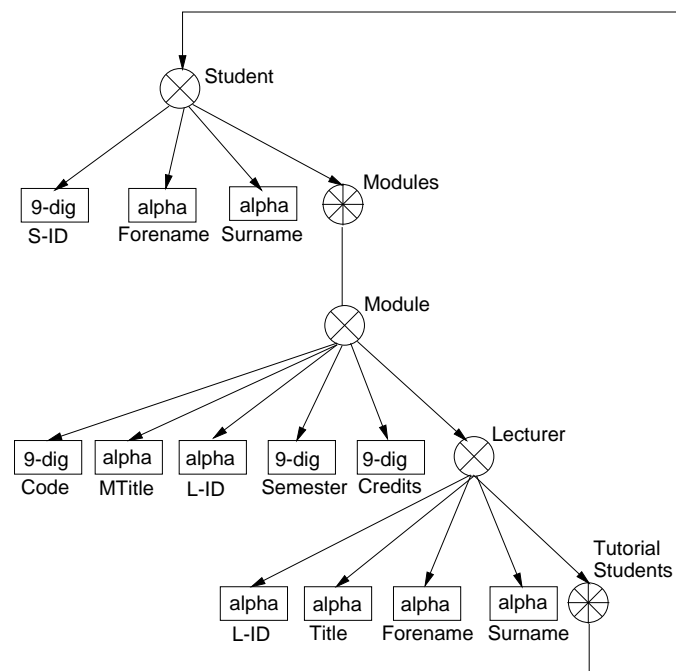 Student
9-dig
alpha
alpha
Modules
S-ID
Forename
Surname
Module
9-dig
alpha
alpha
9-dig
9-dig
Lecturer
Code
MTitle
L-ID
Semester
Credits
Tutorial
Students
alpha
alpha
alpha
alpha
L-ID
Title
Forename
Surname